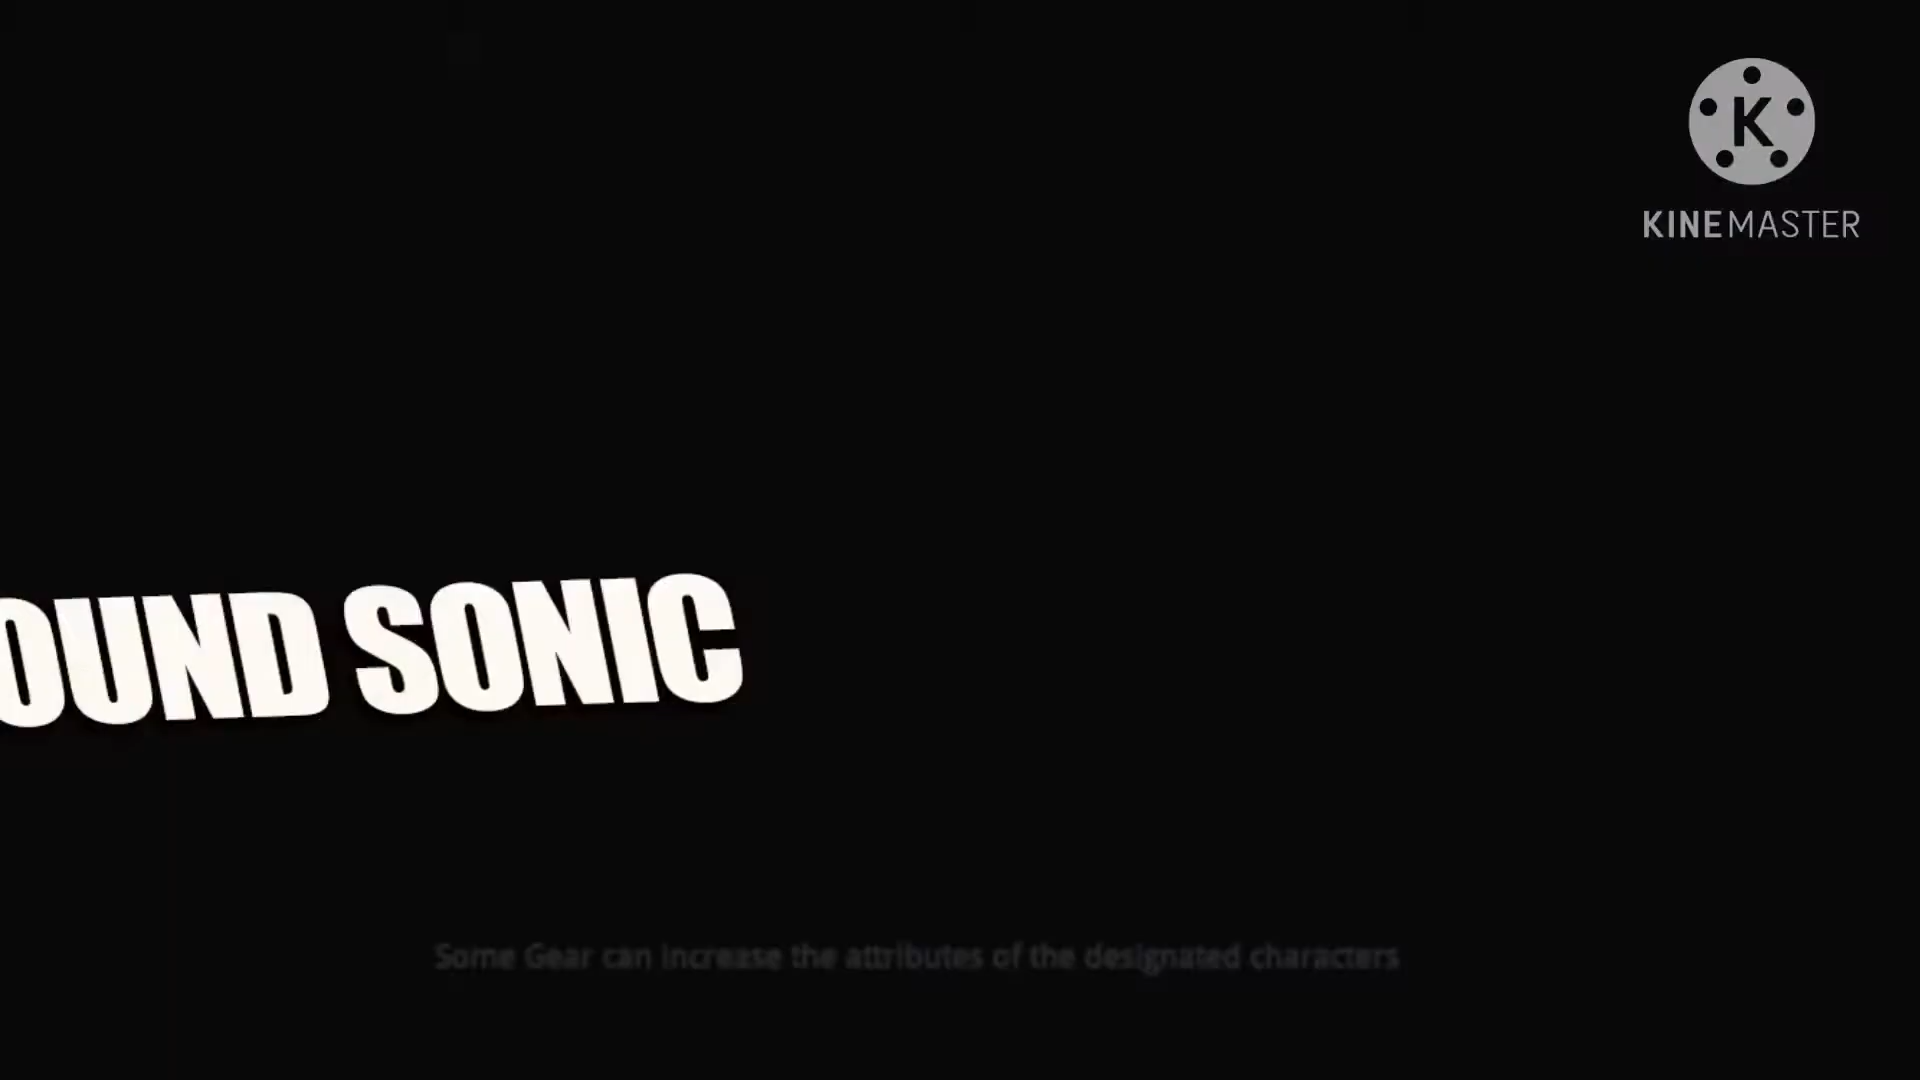 K
KINEMASTER
OUND SONIC
Some Gear can increase the attributes of the designated characters